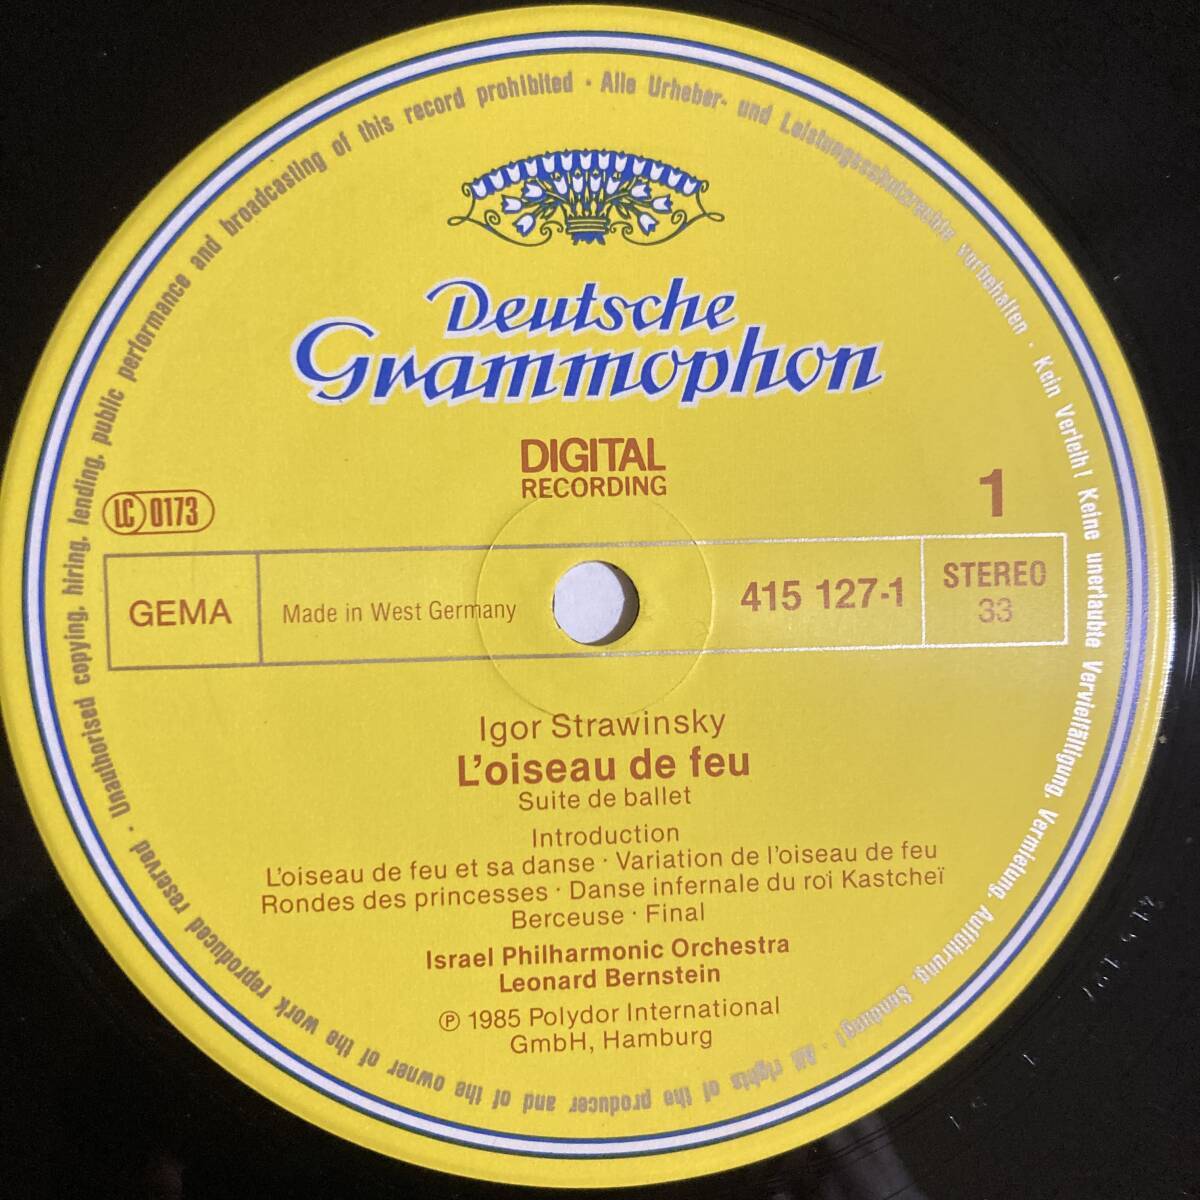 Alle Urheber- und Leistungsschutzrechte vorbehalten · Kein Verleih! Keine unerlaubte Vervielfältigung, Vermietung, Aufführung, Sendung! · All rights of the producer and of the owner of the work reproduced reserved · Unauthorised copying, hiring, lending, public performance and broadcasting of this record prohibited ·
Deutsche
Grammophon
DIGITAL
RECORDING
1
LC 0173
GEMA
Made in West Germany
415 127-1
STEREO
33
Igor Strawinsky
L'oiseau de feu
Suite de ballet
Introduction
L'oiseau de feu et sa danse · Variation de l'oiseau de feu
Rondes des princesses · Danse infernale du roi Kastcheï
Berceuse · Final
Israel Philharmonic Orchestra
Leonard Bernstein
℗ 1985 Polydor International
GmbH, Hamburg